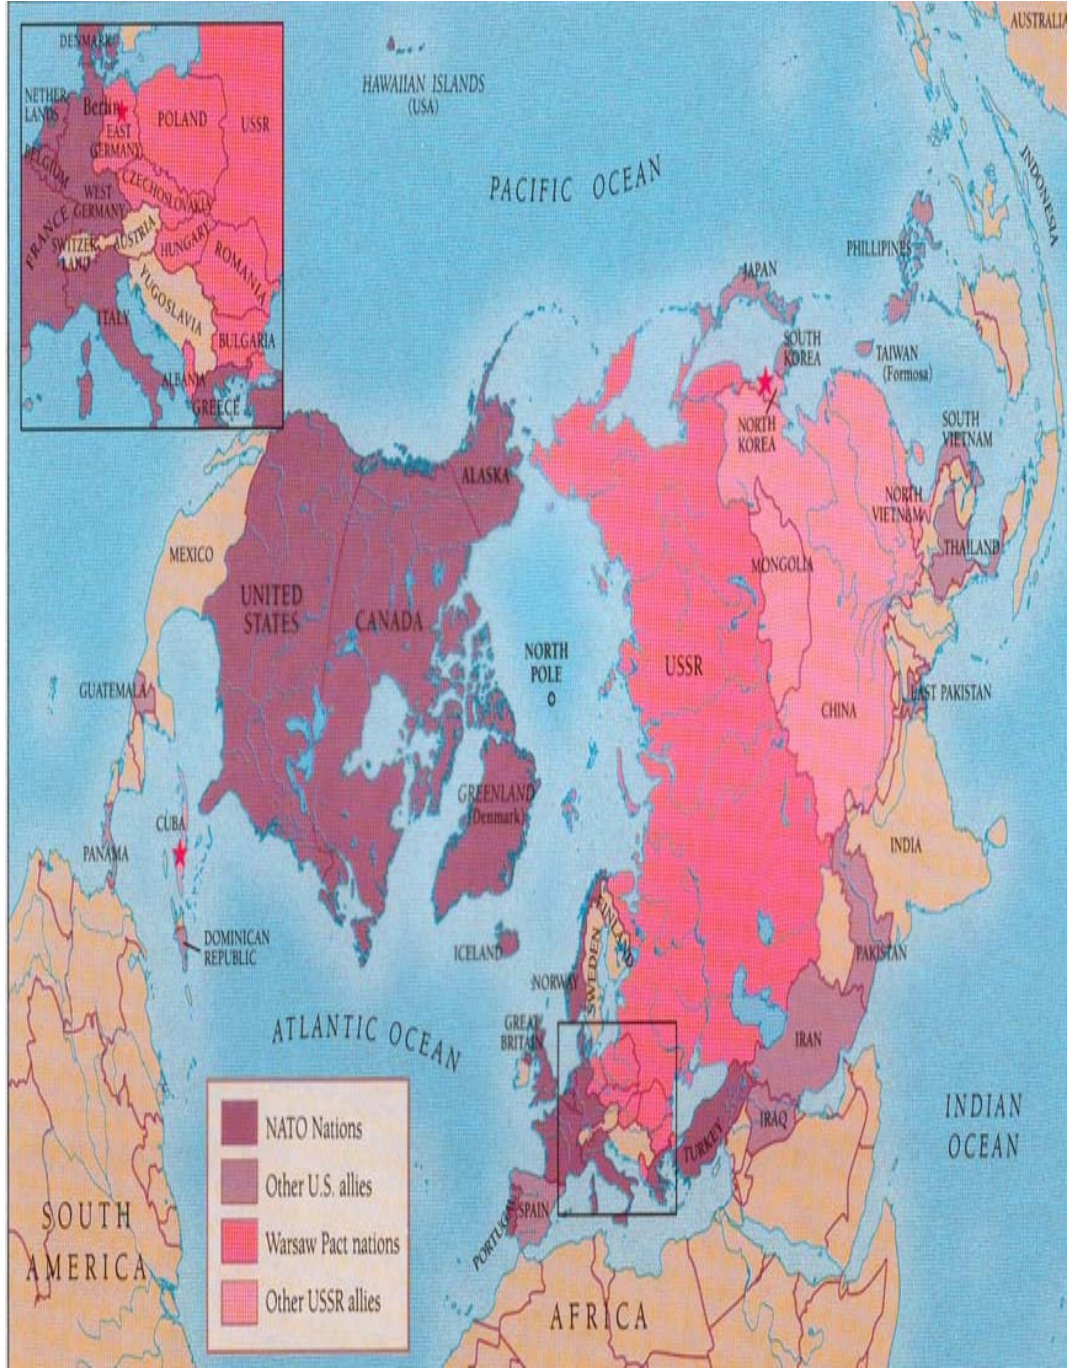 DENMARK
NETHER-
LANDS
Berlin
EAST
GERMANY
POLAND
USSR
BELGIUM
WEST
GERMANY
CZECHOSLOVAKIA
FRANCE
SWITZER-
LAND
AUSTRIA
HUNGARY
ROMANIA
YUGOSLAVIA
ITALY
BULGARIA
ALBANIA
GREECE
HAWAIIAN ISLANDS
(USA)
PACIFIC OCEAN
AUSTRALIA
INDONESIA
PHILLIPINES
JAPAN
SOUTH
KOREA
TAIWAN
(Formosa)
NORTH
KOREA
SOUTH
VIETNAM
NORTH
VIETNAM
THAILAND
ALASKA
MEXICO
UNITED
STATES
CANADA
NORTH
POLE
USSR
MONGOLIA
CHINA
EAST PAKISTAN
GUATEMALA
CUBA
PANAMA
DOMINICAN
REPUBLIC
GREENLAND
(Denmark)
ICELAND
INDIA
PAKISTAN
IRAN
IRAQ
TURKEY
NORWAY
SWEDEN
FINLAND
GREAT
BRITAIN
ATLANTIC OCEAN
INDIAN
OCEAN
SPAIN
PORTUGAL
SOUTH
AMERICA
AFRICA
NATO Nations
Other U.S. allies
Warsaw Pact nations
Other USSR allies